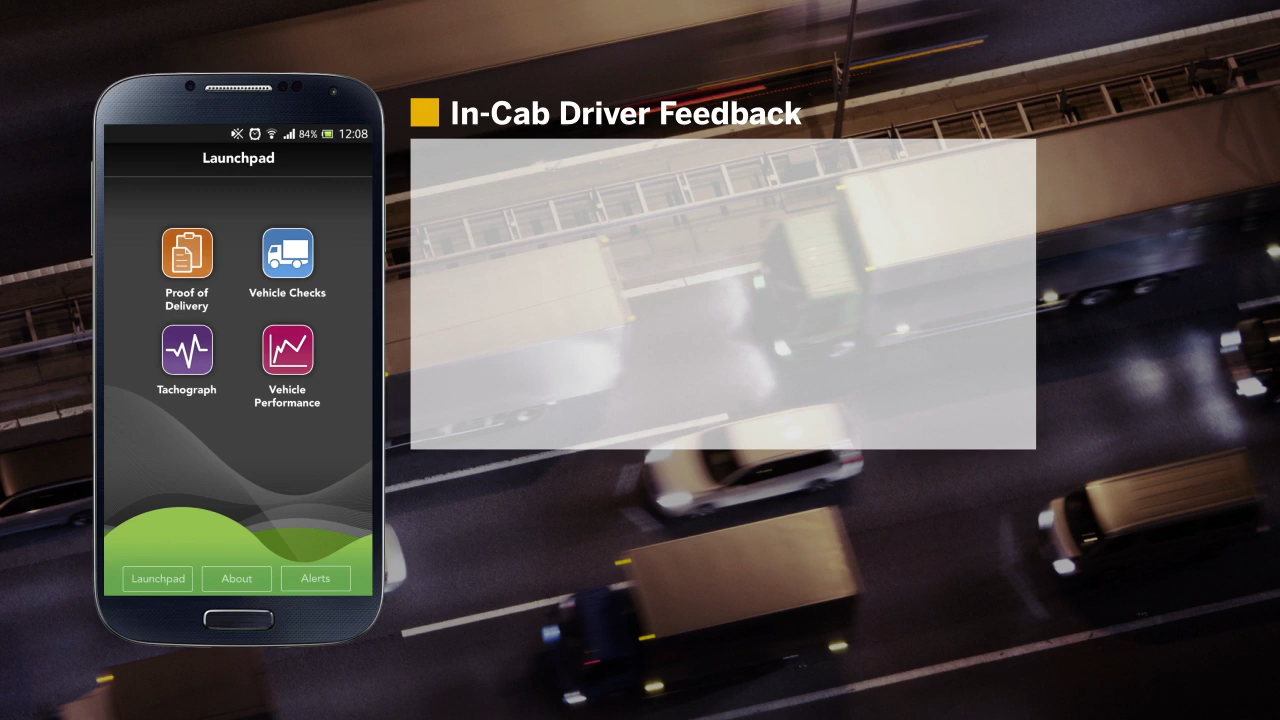 84% 12:08
Launchpad
In-Cab Driver Feedback
Proof of
Delivery
Vehicle Checks
Tachograph
Vehicle
Performance
Launchpad
About
Alerts